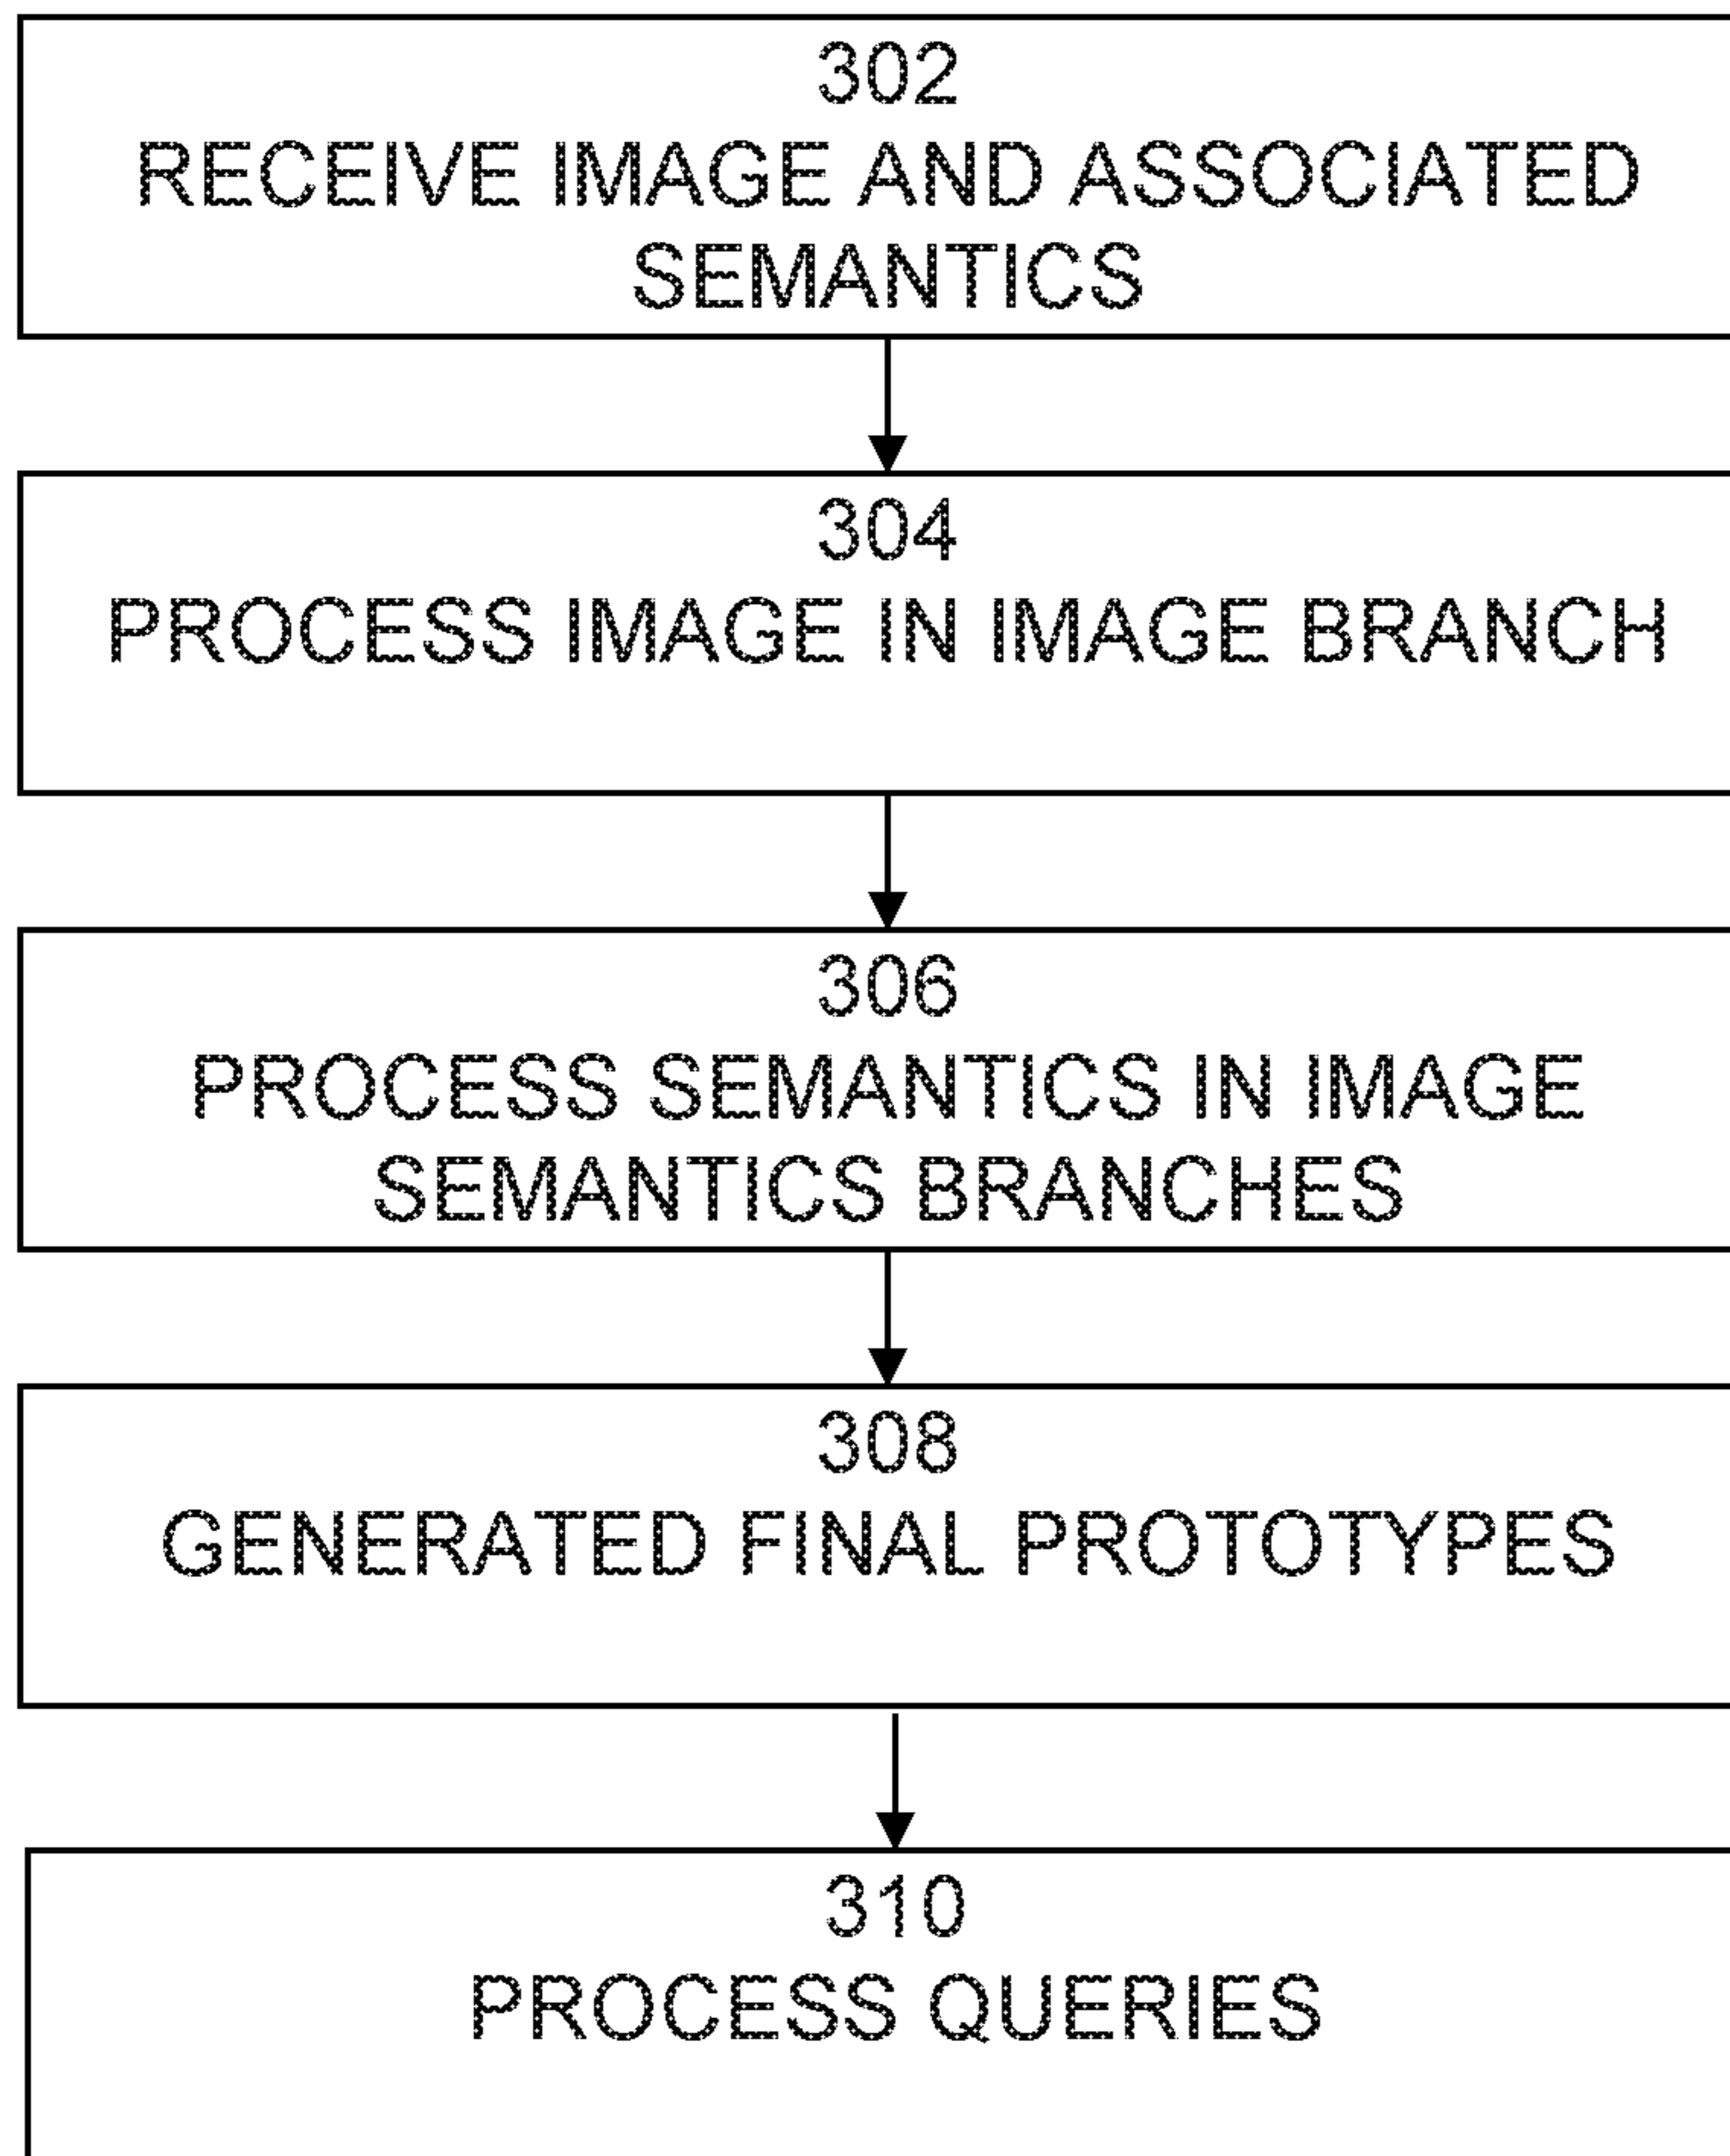 302
RECEIVE IMAGE AND ASSOCIATED
SEMANTICS
304
PROCESS IMAGE IN IMAGE BRANCH
306
PROCESS SEMANTICS IN IMAGE
SEMANTICS BRANCHES
308
GENERATED FINAL PROTOTYPES
310
PROCESS QUERIES